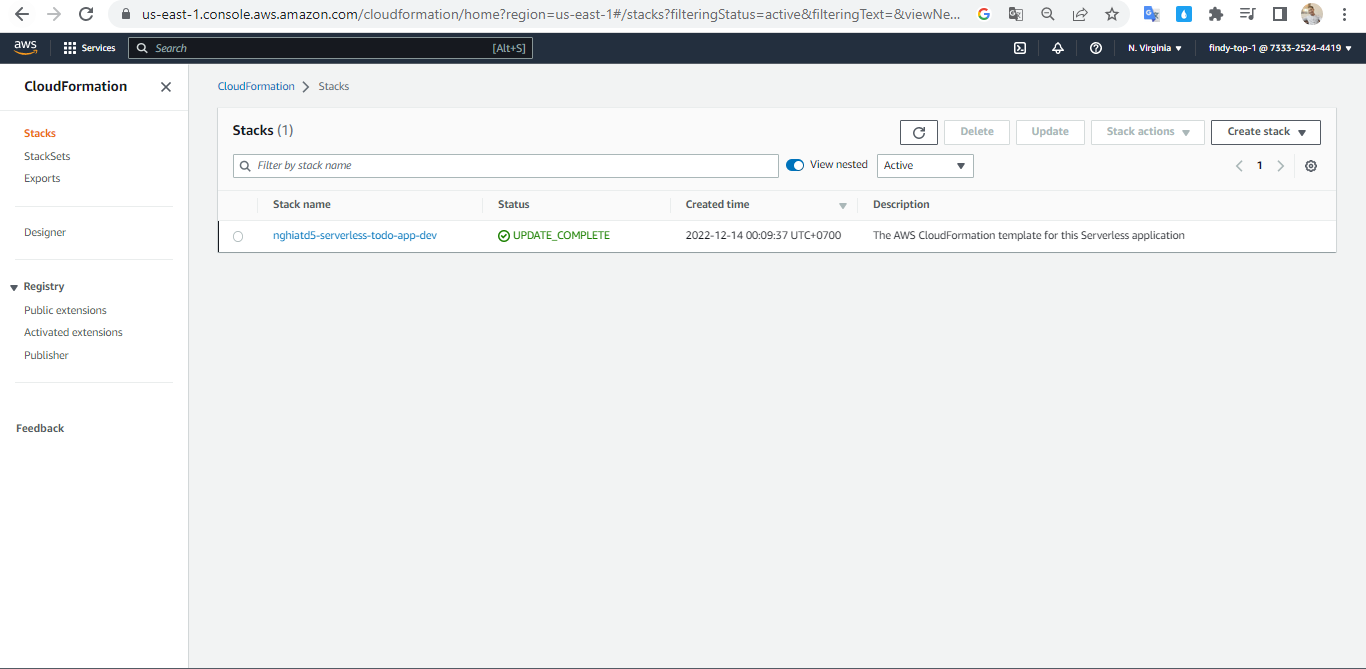 us-east-1.console.aws.amazon.com/cloudformation/home?region=us-east-1#/stacks?filteringStatus=active&filteringText=&viewNe...
aws Services Search [Alt+S] N. Virginia findy-top-1 @ 7333-2524-4419
CloudFormation
Stacks
StackSets
Exports
Designer
Registry
Public extensions
Activated extensions
Publisher
Feedback
CloudFormation Stacks
Stacks (1) Delete Update Stack actions Create stack
Filter by stack name View nested Active 1
Stack name Status Created time Description
nghiatd5-serverless-todo-app-dev UPDATE_COMPLETE 2022-12-14 00:09:37 UTC+0700 The AWS CloudFormation template for this Serverless application